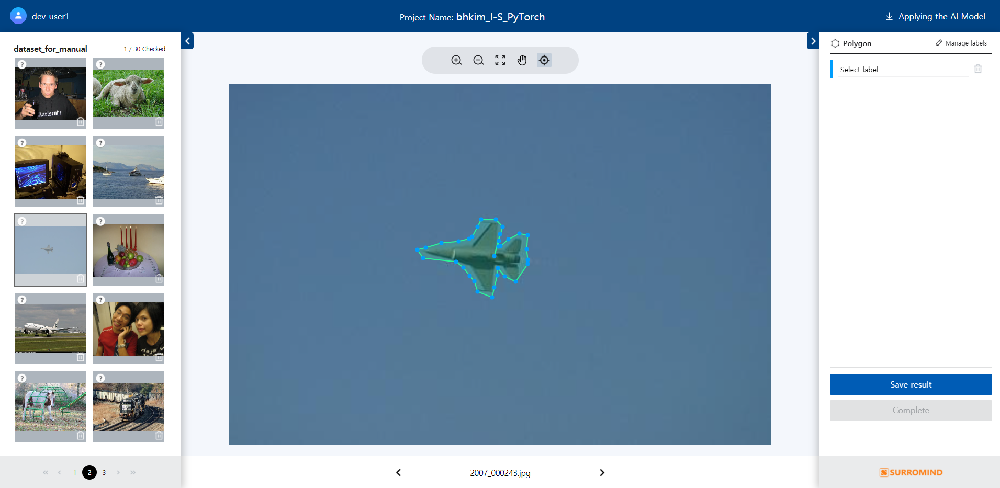 dev-user1
Project Name: bhkim_I-S_PyTorch
Applying the AI Model
dataset_for_manual
1 / 30 Checked
?
?
Karlsruhe
?
?
?
?
?
?
?
?
« ‹ 1 2 3 › »
2007_000243.jpg
Polygon
Manage labels
Select label
Save result
Complete
SURROMIND